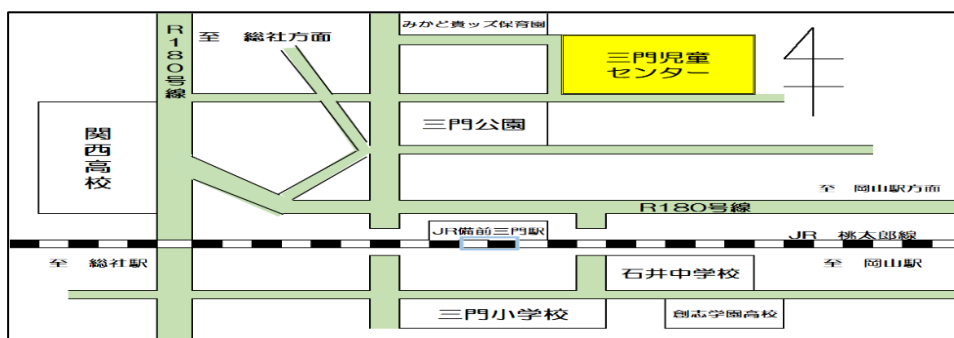 みかど貴ッズ保育園
R180号線
至 総社方面
三門児童
センター
三門公園
関西高校
至 岡山駅方面
R180号線
JR備前三門駅
JR 桃太郎線
至 総社駅
石井中学校
至 岡山駅
三門小学校
創志学園高校